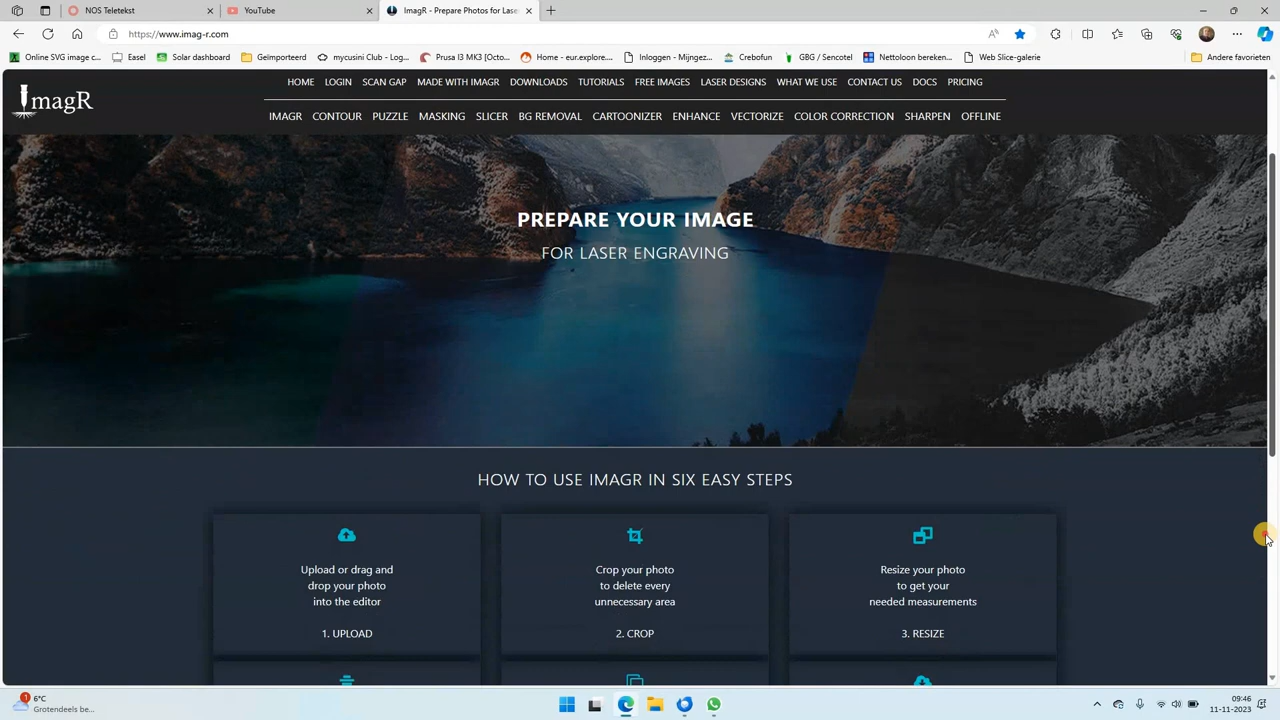 NOS Teletekst
YouTube
ImagR - Prepare Photos for Lase
https://www.imag-r.com
Online SVG image c...
Easel
Solar dashboard
Geïmporteerd
mycusini Club - Log...
Prusa I3 MK3 [Octo...
Home - eur.explore....
Inloggen - Mijngez...
Crebofun
GBG / Sencotel
Nettoloon bereken...
Web Slice-galerie
Andere favorieten
ImagR
HOME LOGIN SCAN GAP MADE WITH IMAGR DOWNLOADS TUTORIALS FREE IMAGES LASER DESIGNS WHAT WE USE CONTACT US DOCS PRICING
IMAGR CONTOUR PUZZLE MASKING SLICER BG REMOVAL CARTOONIZER ENHANCE VECTORIZE COLOR CORRECTION SHARPEN OFFLINE
PREPARE YOUR IMAGE
FOR LASER ENGRAVING
HOW TO USE IMAGR IN SIX EASY STEPS
Upload or drag and
drop your photo
into the editor
1. UPLOAD
Crop your photo
to delete every
unnecessary area
2. CROP
Resize your photo
to get your
needed measurements
3. RESIZE
1
6°C
Grotendeels be...
09:46
11-11-2023